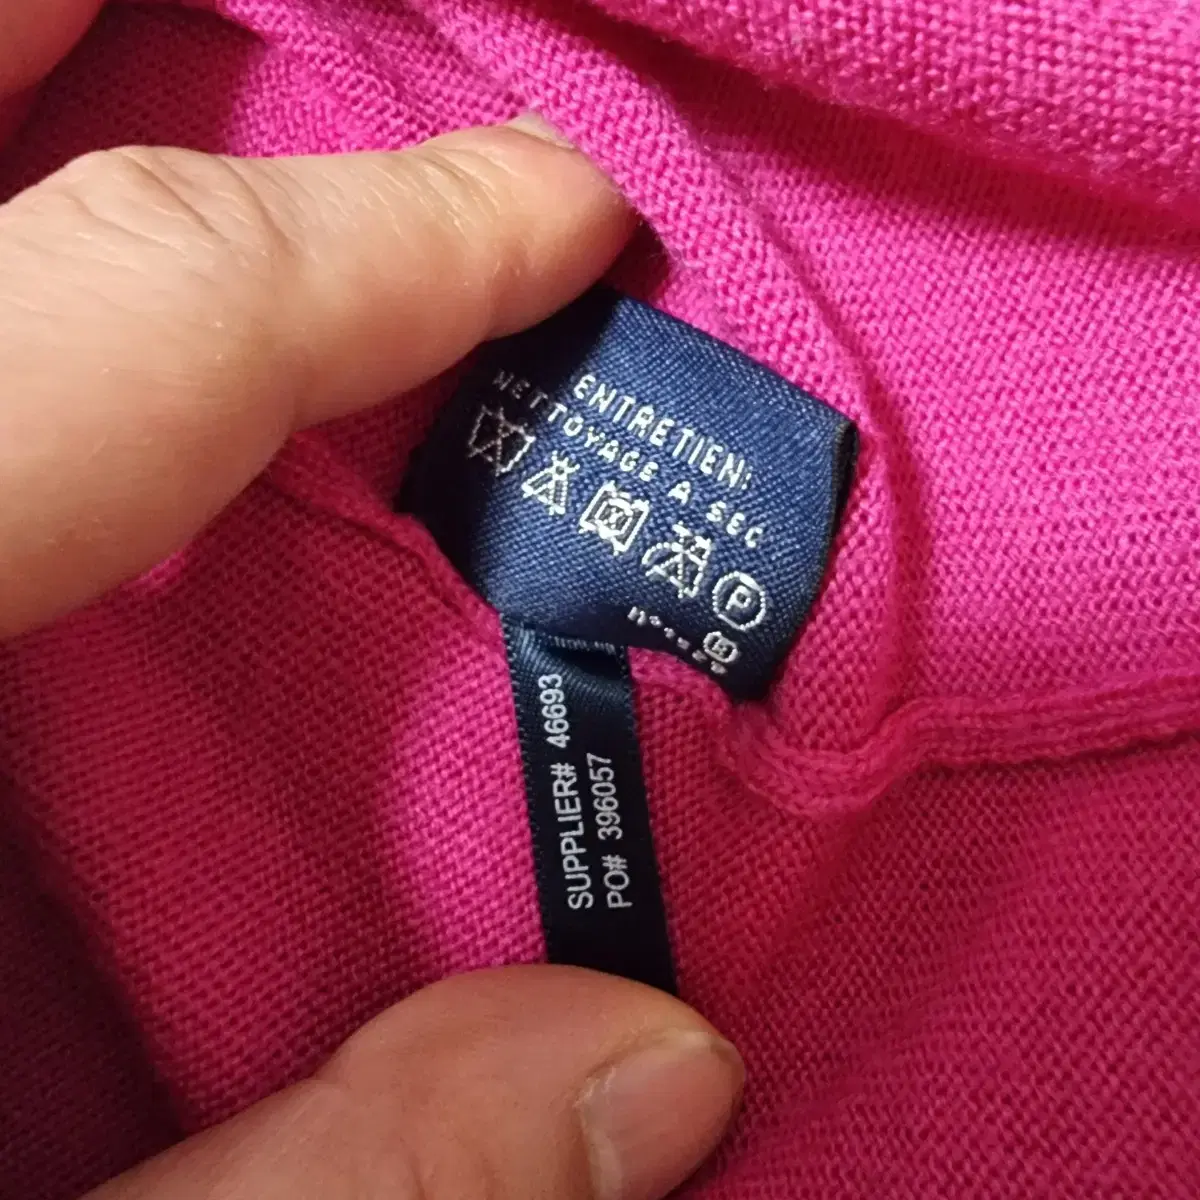 ENTRETIEN:
NETTOYAGE A SEC
P
SUPPLIER# 46693
PO# 396057